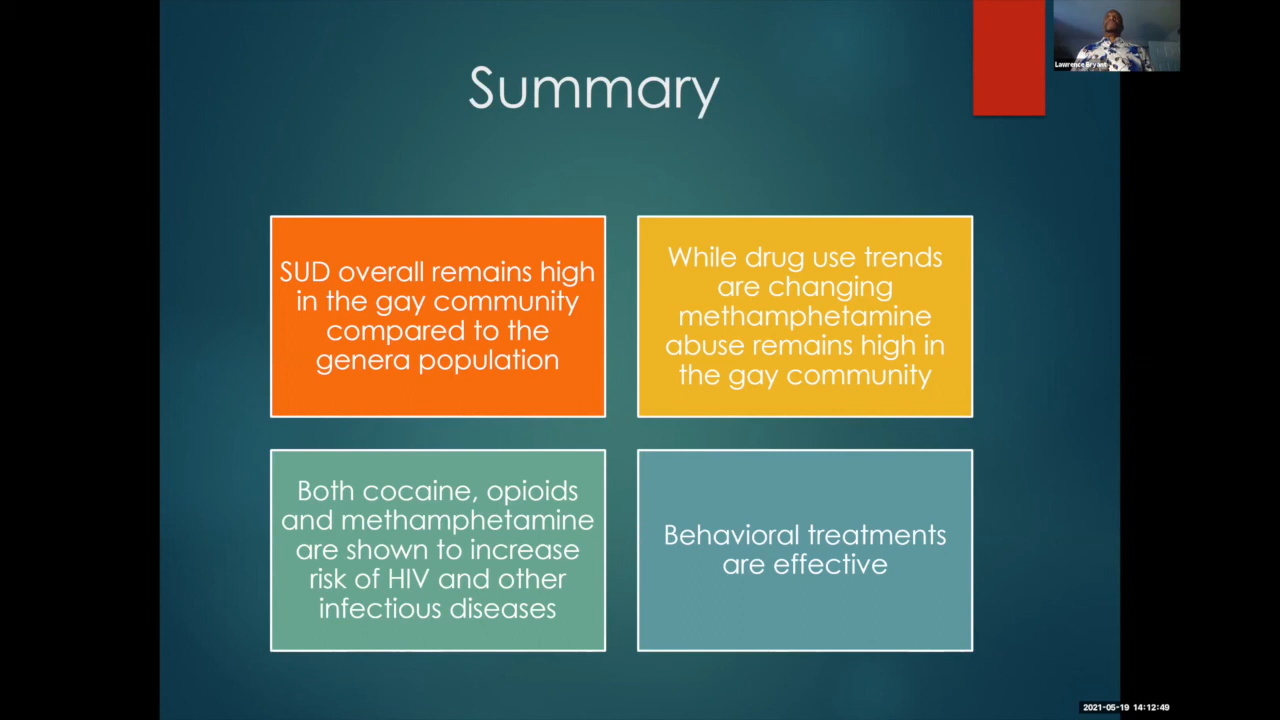 Summary
Lawrence Bryant
SUD overall remains high
in the gay community
compared to the
genera population
While drug use trends
are changing
methamphetamine
abuse remains high in
the gay community
Both cocaine, opioids
and methamphetamine
are shown to increase
risk of HIV and other
infectious diseases
Behavioral treatments
are effective
2021-05-19 14:12:49